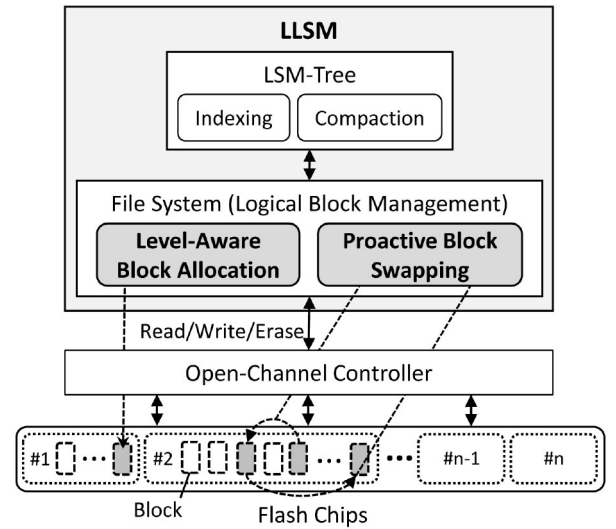 LLSM
LSM-Tree
Indexing
Compaction
File System (Logical Block Management)
Level-Aware
Block Allocation
Proactive Block
Swapping
Read/Write/Erase
Open-Channel Controller
#1
...
#2
...
...
#n-1
#n
Block
Flash Chips